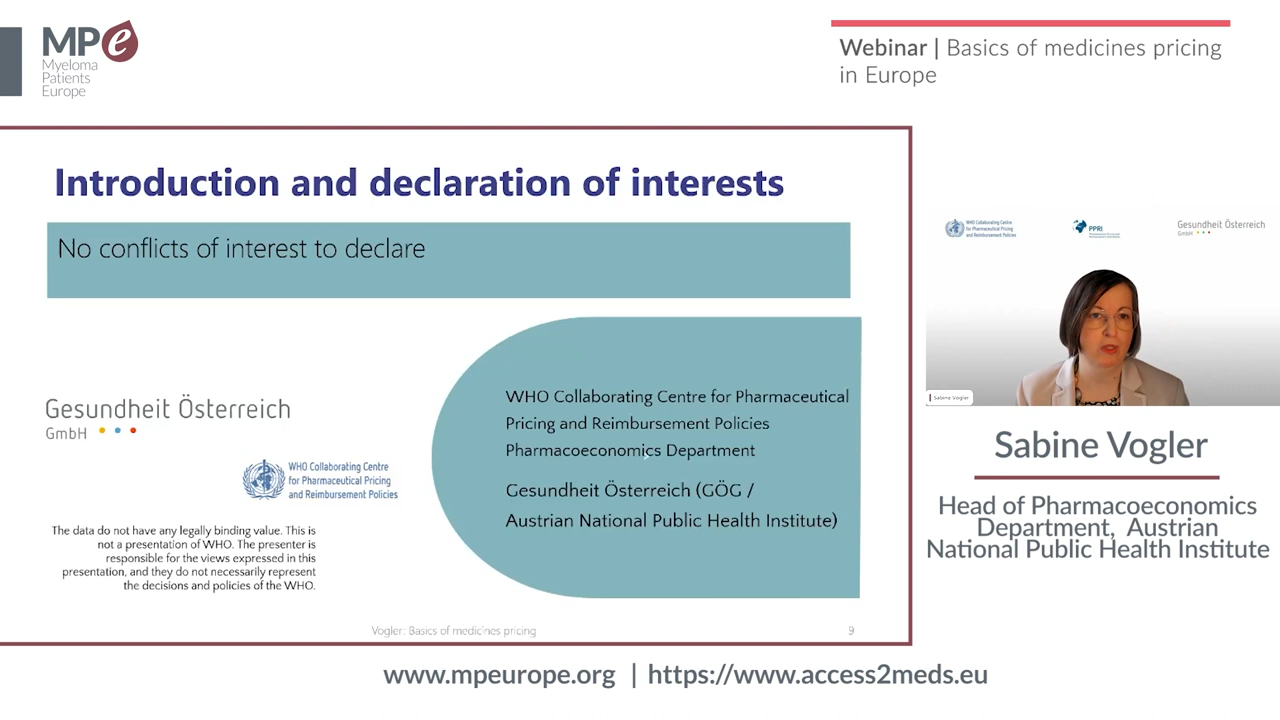 MPe
Myeloma
Patients
Europe
Webinar | Basics of medicines pricing
in Europe
Introduction and declaration of interests
No conflicts of interest to declare
Gesundheit Österreich
GmbH
WHO Collaborating Centre
for Pharmaceutical Pricing
and Reimbursement Policies
The data do not have any legally binding value. This is
not a presentation of WHO. The presenter is
responsible for the views expressed in this
presentation, and they do not necessarily represent
the decisions and policies of the WHO.
WHO Collaborating Centre for Pharmaceutical
Pricing and Reimbursement Policies
Pharmacoeconomics Department
Gesundheit Österreich (GÖG /
Austrian National Public Health Institute)
Vogler: Basics of medicines pricing
9
WHO Collaborating Centre
for Pharmaceutical Pricing
and Reimbursement Policies
PPRI
Gesundheit Österreich
GmbH
Sabine Vogler
Sabine Vogler
Head of Pharmacoeconomics
Department, Austrian
National Public Health Institute
www.mpeurope.org | https://www.access2meds.eu